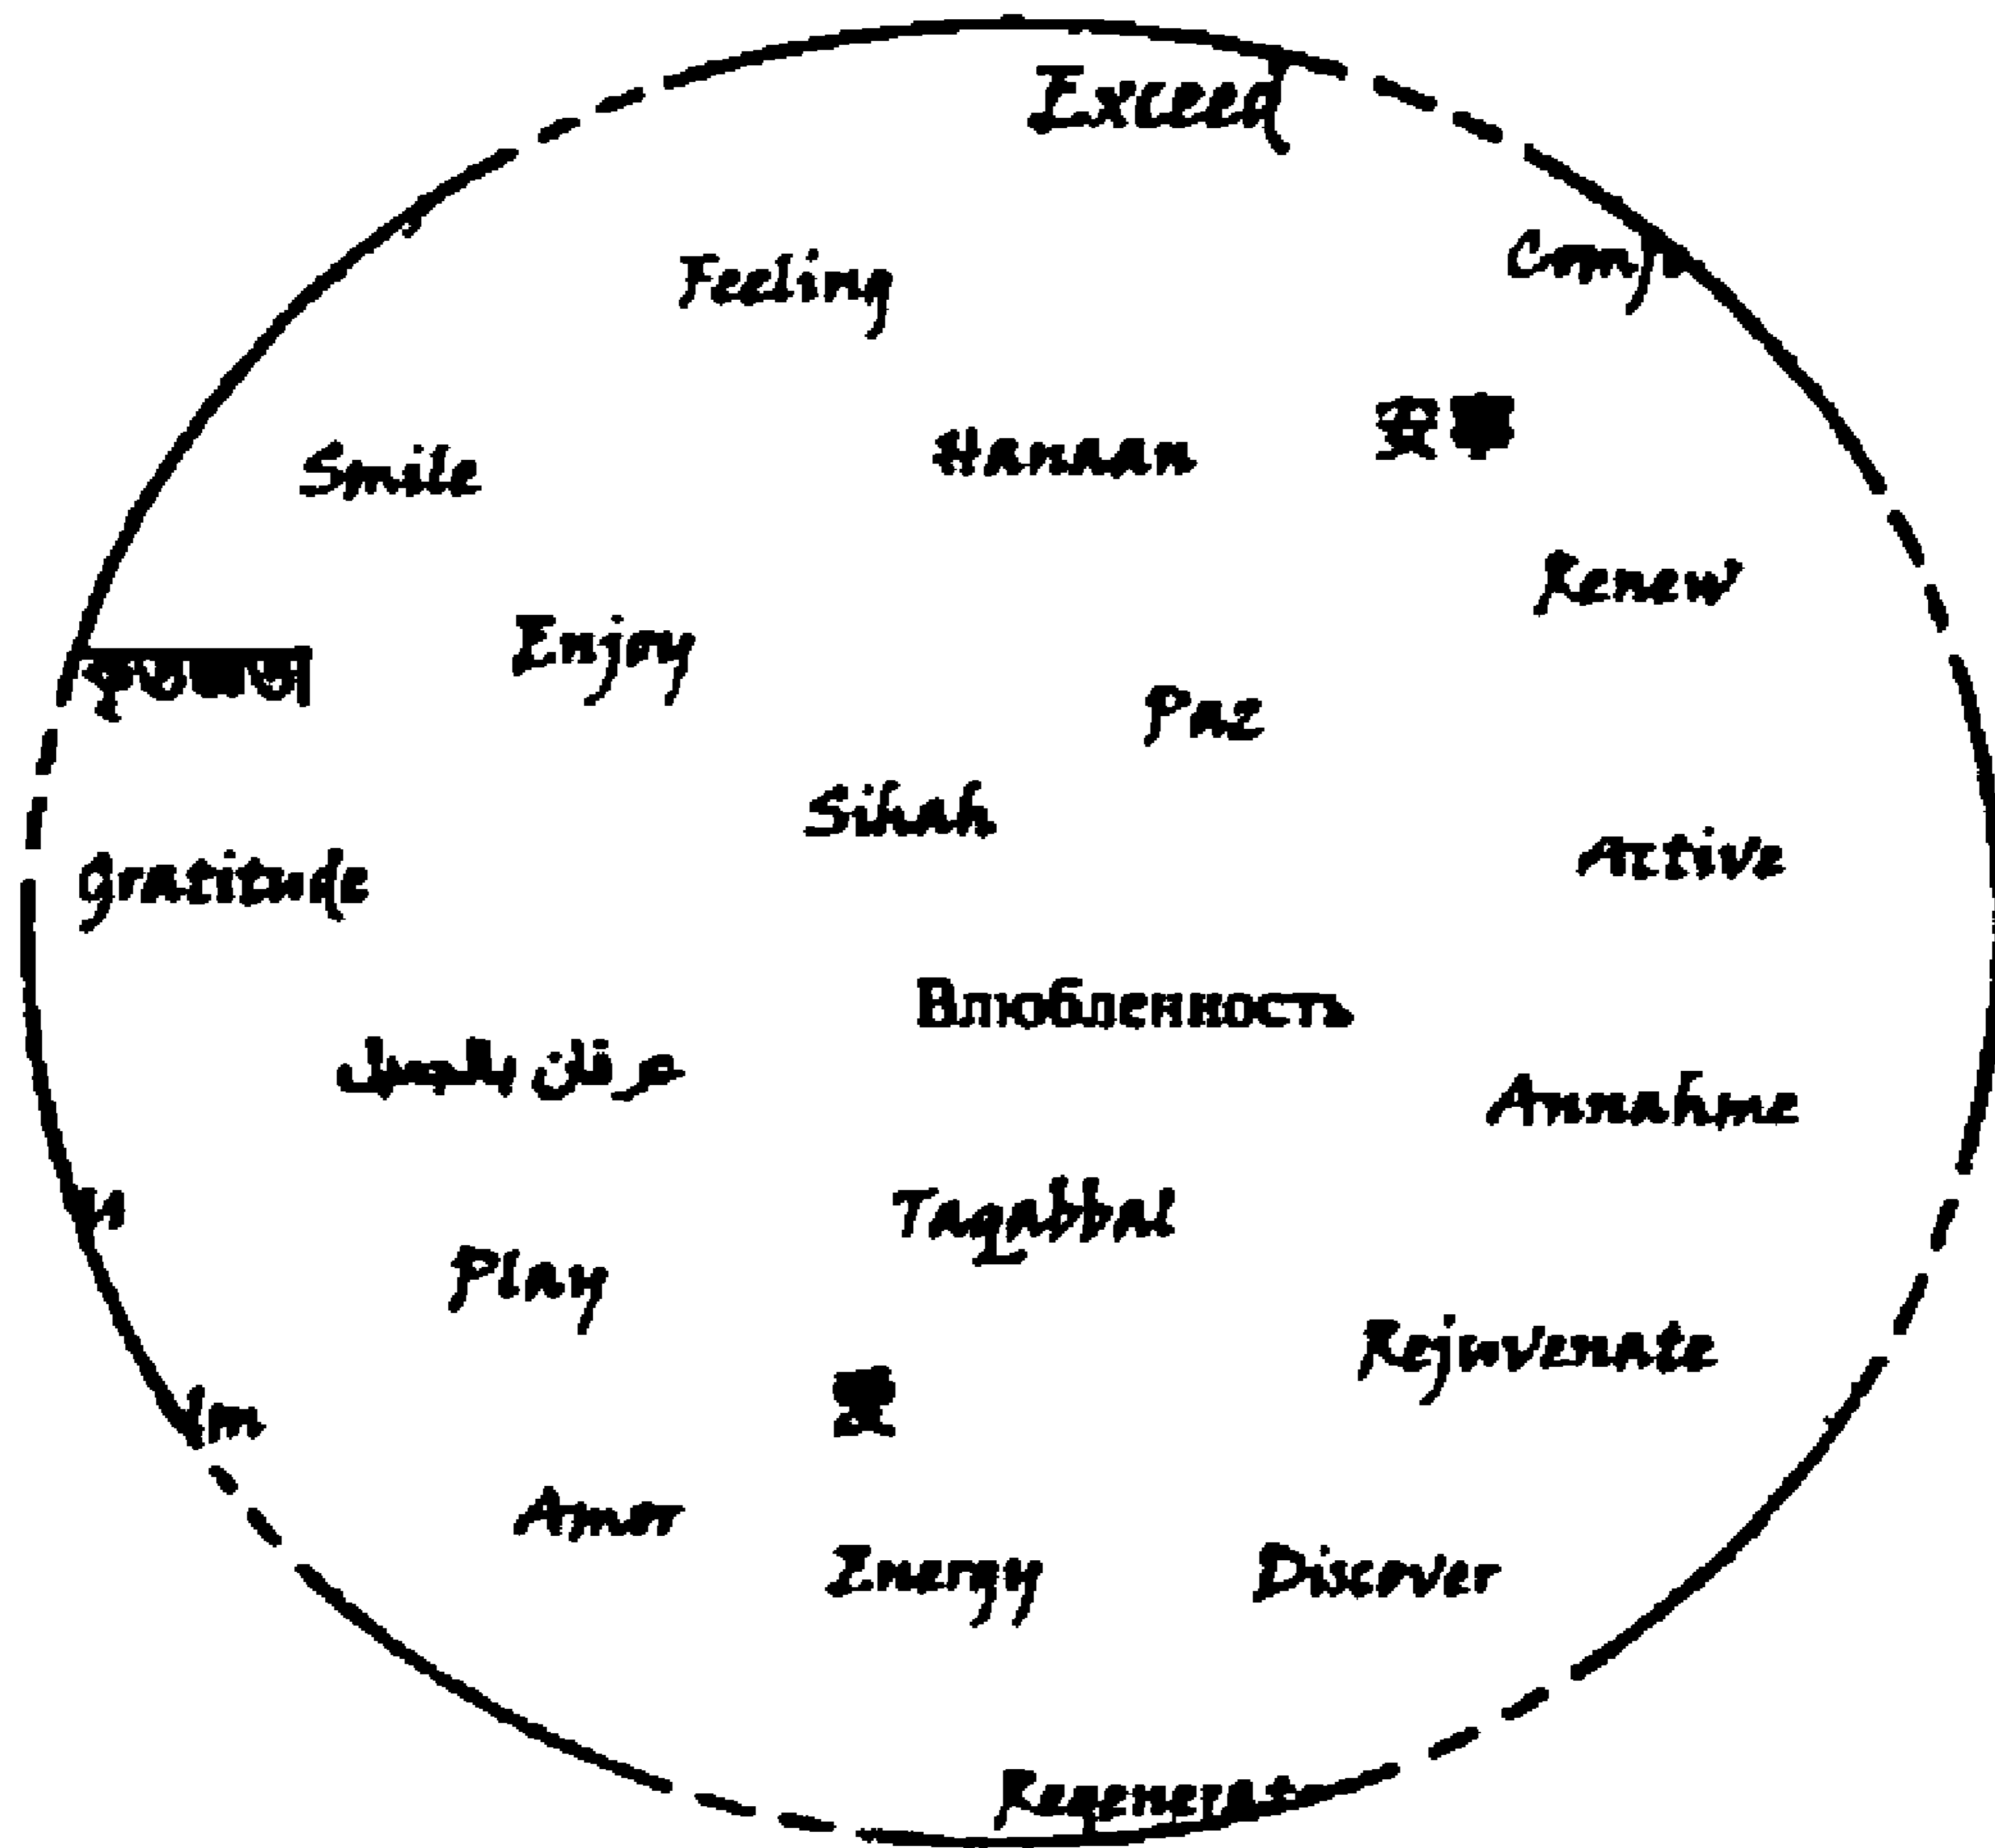 Exceed
Feeling
Smile
Hanaan
Renew
Enjoy
Paz
Sihah
gratitude
Active
Влюбленность
عرفان بالجميل
Annahme
Taqabbal
Play
Rejuvenate
Amor
Energy
Discover